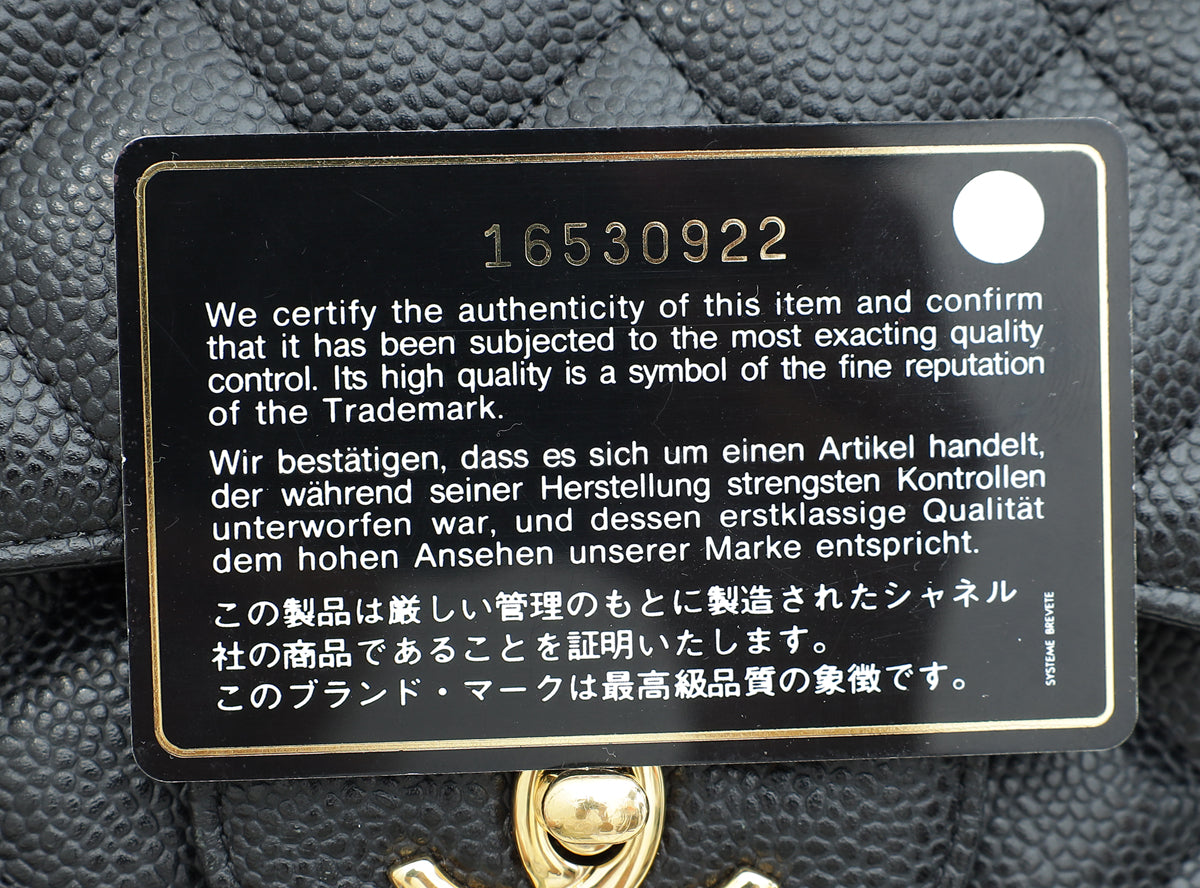 16530922
We certify the authenticity of this item and confirm
that it has been subjected to the most exacting quality
control. Its high quality is a symbol of the fine reputation
of the Trademark.
Wir bestätigen, dass es sich um einen Artikel handelt,
der während seiner Herstellung strengsten Kontrollen
unterworfen war, und dessen erstklassige Qualität
dem hohen Ansehen unserer Marke entspricht.
この製品は厳しい管理のもとに製造されたシャネル
社の商品であることを証明いたします。
このブランド・マークは最高級品質の象徴です。
SYSTEME BREVETE